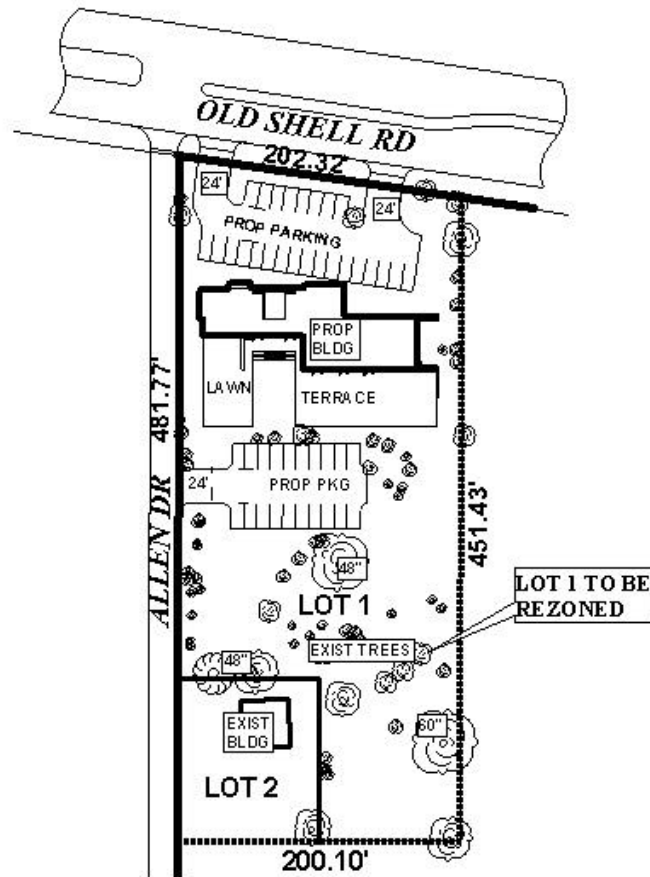 OLD SHELL RD
202.32'
24'
24'
PROP PARKING
PROP
BLDG
LAWN
TERRACE
481.77'
24'
PROP PKG
ALLEN DR
451.43'
48"
LOT 1 TO BE
REZONED
LOT 1
EXIST TREES
48"
EXIST
BLDG
60"
LOT 2
200.10'